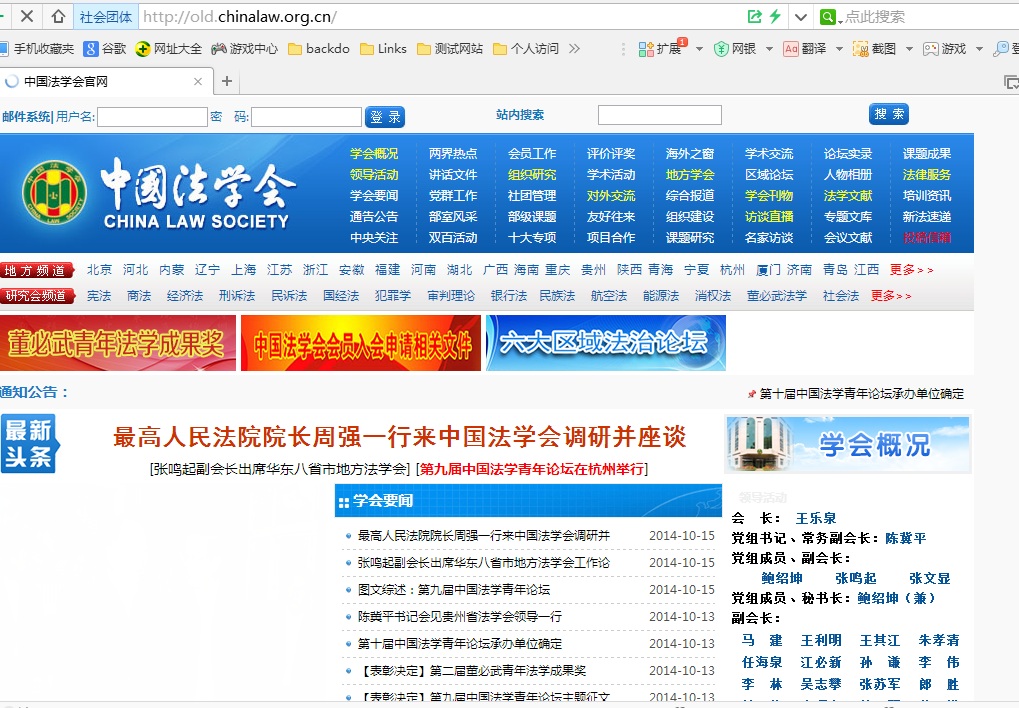 社会团体 http://old.chinalaw.org.cn/ 点此搜索
手机收藏夹 谷歌 网址大全 游戏中心 backdo Links 测试网站 个人访问 扩展 1 网银 翻译 截图 游戏
中国法学会官网
邮件系统| 用户名: 密 码: 登 录 站内搜索 搜 索
学会概况 两界热点 会员工作 评价评奖 海外之窗 学术交流 论坛实录 课题成果
领导活动 讲话文件 组织研究 学术活动 地方学会 区域论坛 人物相册 法律服务
中国法学会
学会要闻 党群工作 社团管理 对外交流 综合报道 学会刊物 法学文献 培训资讯
CHINA LAW SOCIETY
通告公告 部室风采 部级课题 友好往来 组织建设 访谈直播 专题文库 新法速递
中央关注 双百活动 十大专项 项目合作 课题研究 名家访谈 会议文献 投稿信箱
地方频道 北京 河北 内蒙 辽宁 上海 江苏 浙江 安徽 福建 河南 湖北 广西 海南 重庆 贵州 陕西 青海 宁夏 杭州 厦门 济南 青岛 江西 更多>>
研究会频道 宪法 商法 经济法 刑诉法 民诉法 国经法 犯罪学 审判理论 银行法 民族法 航空法 能源法 消权法 董必武法学 社会法 更多>>
董必武青年法学成果奖 中国法学会会员入会申请相关文件 六大区域法治论坛
通知公告： 第十届中国法学青年论坛承办单位确定
最新头条
最高人民法院院长周强一行来中国法学会调研并座谈
学会概况
[张鸣起副会长出席华东八省市地方法学会] [第九届中国法学青年论坛在杭州举行]
学会要闻
领导活动
最高人民法院院长周强一行来中国法学会调研并 2014-10-15
张鸣起副会长出席华东八省市地方法学会工作论 2014-10-15
图文综述：第九届中国法学青年论坛 2014-10-15
陈冀平书记会见贵州省法学会领导一行 2014-10-13
第十届中国法学青年论坛承办单位确定 2014-10-13
【表彰决定】第二届董必武青年法学成果奖 2014-10-13
【表彰决定】第九届中国法学青年论坛主题征文 2014-10-13
会 长： 王乐泉
党组书记、常务副会长：陈冀平
党组成员、副会长：
鲍绍坤 张鸣起 张文显
党组成员、秘书长：鲍绍坤（兼）
副会长：
马 建 王利明 王其江 朱孝清
任海泉 江必新 孙 谦 李 伟
李 林 吴志攀 张苏军 郎 胜